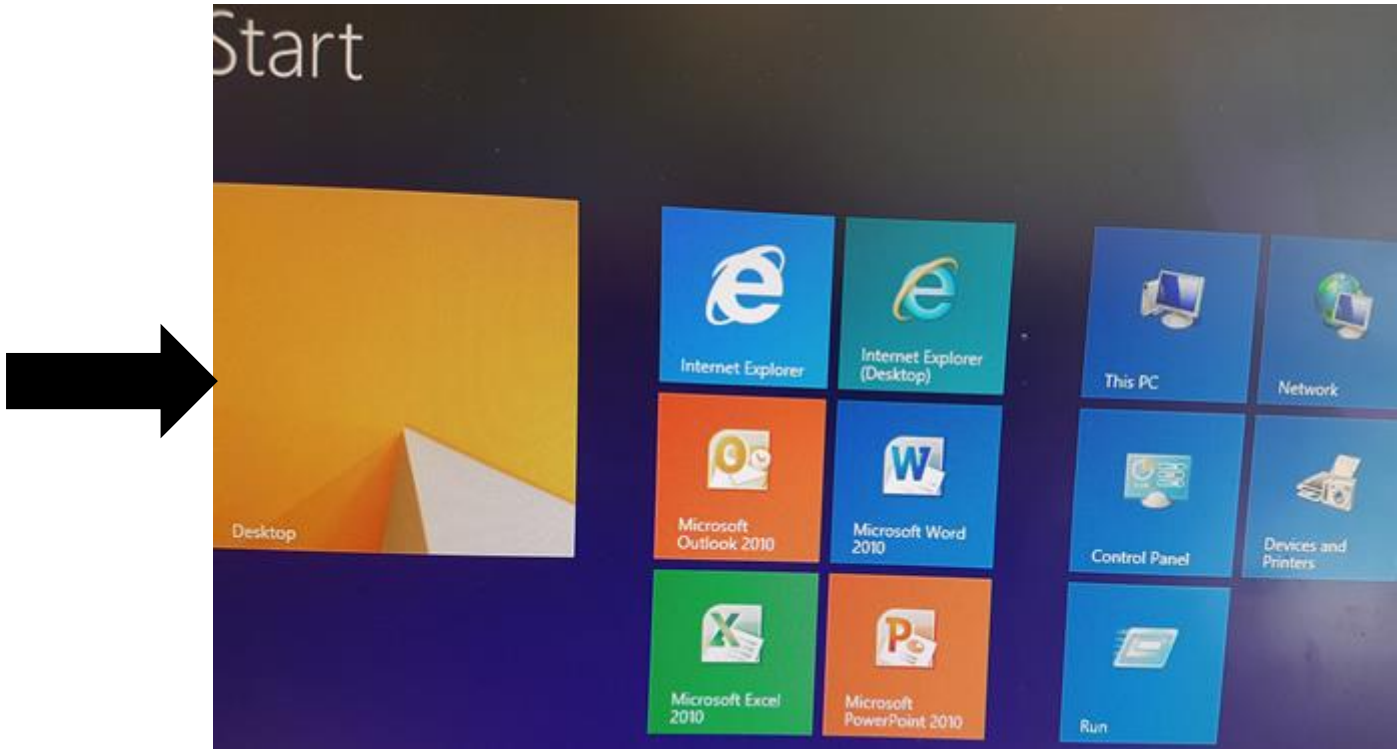 Start
Desktop
Internet Explorer
Internet Explorer
(Desktop)
Microsoft
Outlook 2010
Microsoft Word
2010
Microsoft Excel
2010
Microsoft
PowerPoint 2010
This PC
Network
Control Panel
Devices and
Printers
Run